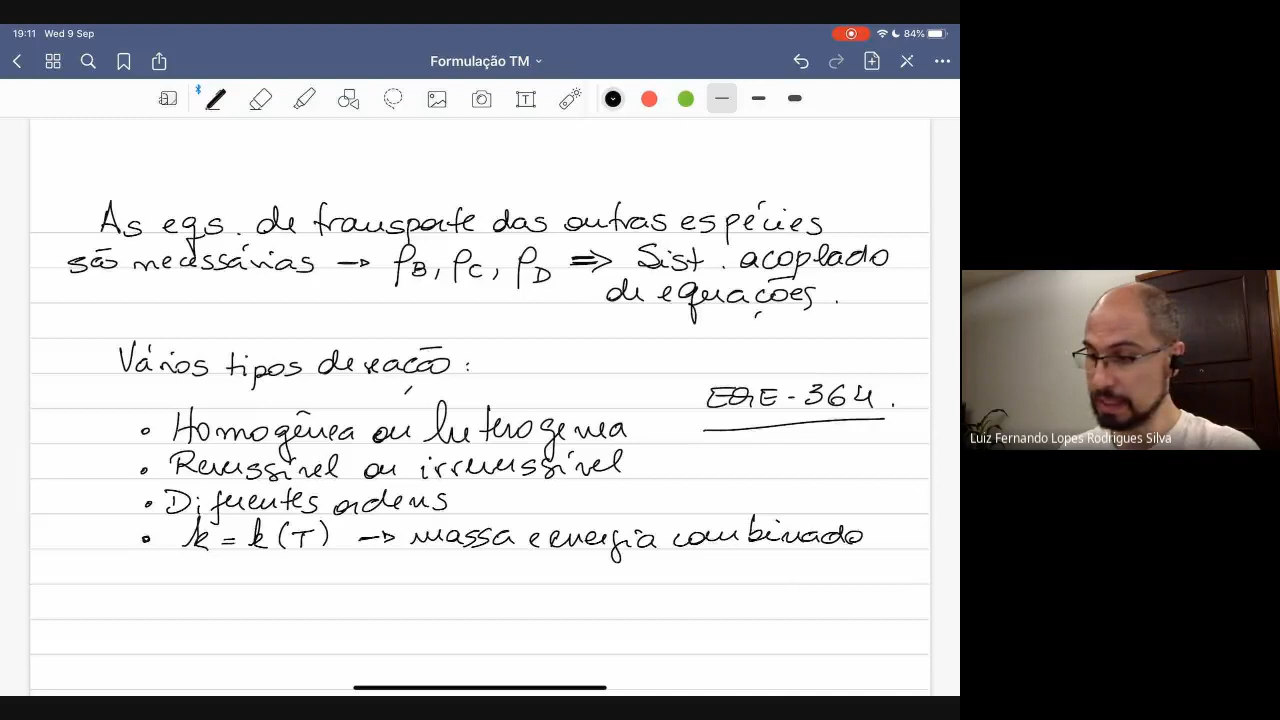 19:11 Wed 9 Sep
84%
Formulação TM
As eqs. de transporte das outras espécies
são necessárias → ρB, ρC, ρD ⇒ Sist. acoplado
de equações.
Vários tipos de reação:
EQE-364.
• Homogênea ou heterogênea
• Reversível ou irreversível
• Diferentes ordens
• k = k(T) → massa e energia combinado
Luiz Fernando Lopes Rodrigues Silva